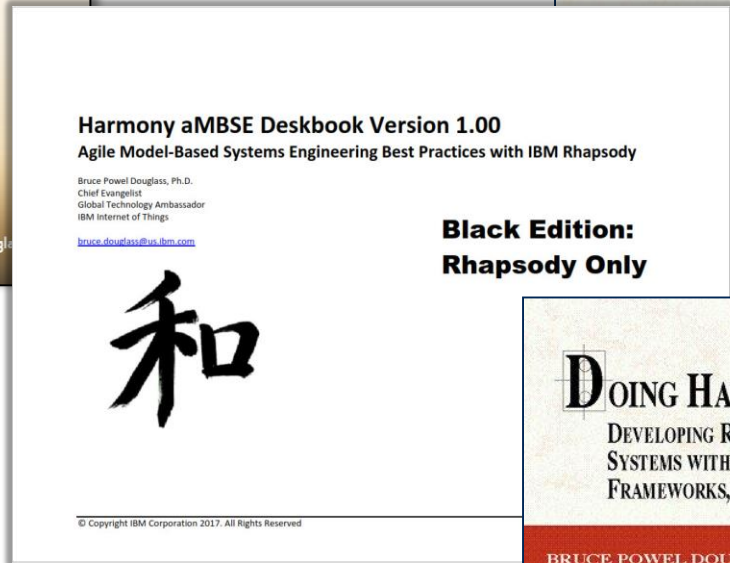 Harmony aMBSE Deskbook Version 1.00
Agile Model-Based Systems Engineering Best Practices with IBM Rhapsody
Bruce Powel Douglass, Ph.D.
Chief Evangelist
Global Technology Ambassador
IBM Internet of Things
bruce.douglass@us.ibm.com
Black Edition:
Rhapsody Only
和
© Copyright IBM Corporation 2017. All Rights Reserved
DOING HA
DEVELOPING R
SYSTEMS WITH
FRAMEWORKS,
BRUCE POWEL DOU